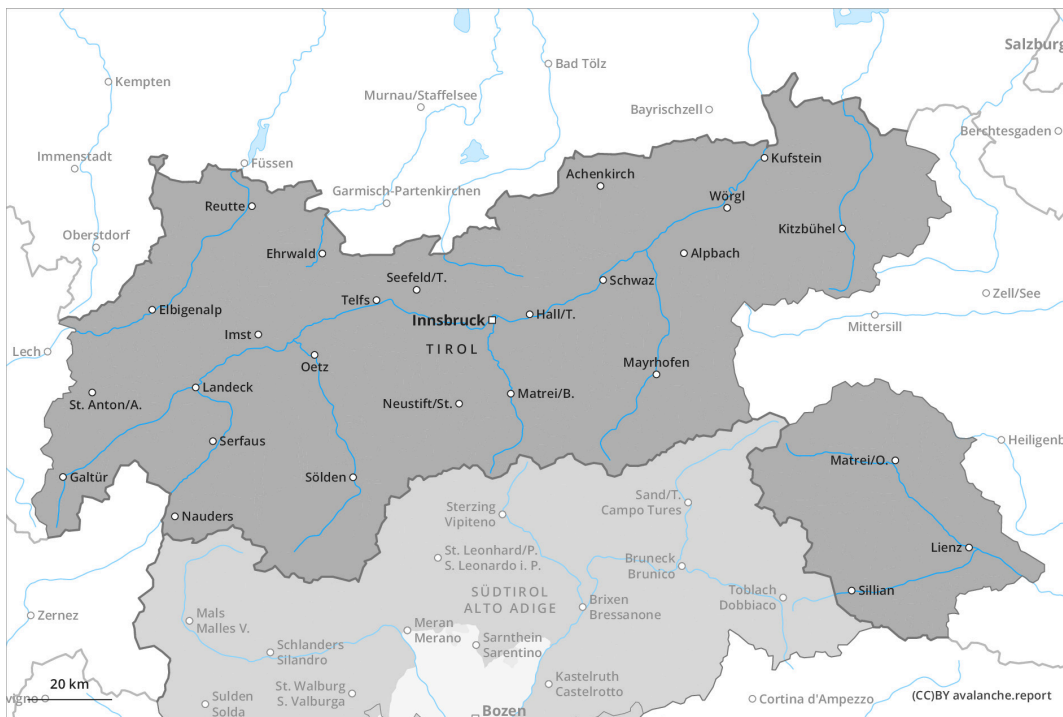 Salzburg
Kempten
Bad Tölz
Murnau/Staffelsee
Bayrischzell
Berchtesgaden
Immenstadt
Füssen
Kufstein
Achenkirch
Garmisch-Partenkirchen
Reutte
Wörgl
Oberstdorf
Kitzbühel
Ehrwald
Alpbach
Seefeld/T.
Schwaz
Telfs
Zell/See
Elbigenalp
Innsbruck
Hall/T.
Mittersill
Imst
TIROL
Lech
Oetz
Mayrhofen
Landeck
St. Anton/A.
Neustift/St.
Matrei/B.
Serfaus
Heiligenb
Matrei/O.
Galtür
Sölden
Sand/T.
Campo Tures
Sterzing
Vipiteno
Nauders
Lienz
St. Leonhard/P.
S. Leonardo i. P.
Bruneck
Brunico
SÜDTIROL
ALTO ADIGE
Sillian
Toblach
Dobbiaco
Brixen
Bressanone
Zernez
Mals
Malles V.
Meran
Merano
Sarnthein
Sarentino
Schlanders
Silandro
20 km
Kastelruth
Castelrotto
St. Walburg
S. Valburga
vigno
Sulden
Solda
Cortina d'Ampezzo
(CC)BY avalanche.report
Bozen